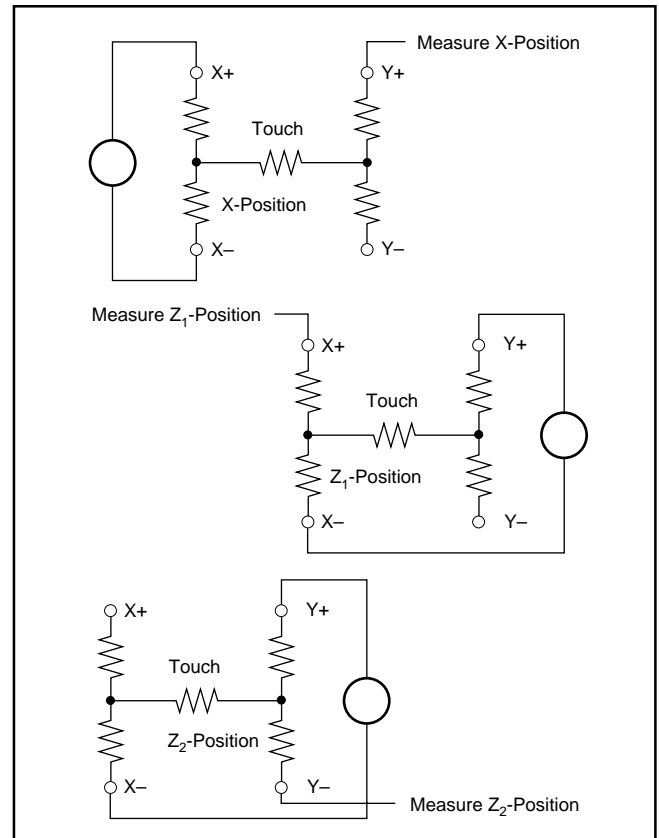 Measure X-Position
X+ Y+
Touch
X-Position
X– Y–
Measure Z₁-Position
X+ Y+
Touch
Z₁-Position
X– Y–
X+ Y+
Touch
Z₂-Position
X– Y–
Measure Z₂-Position